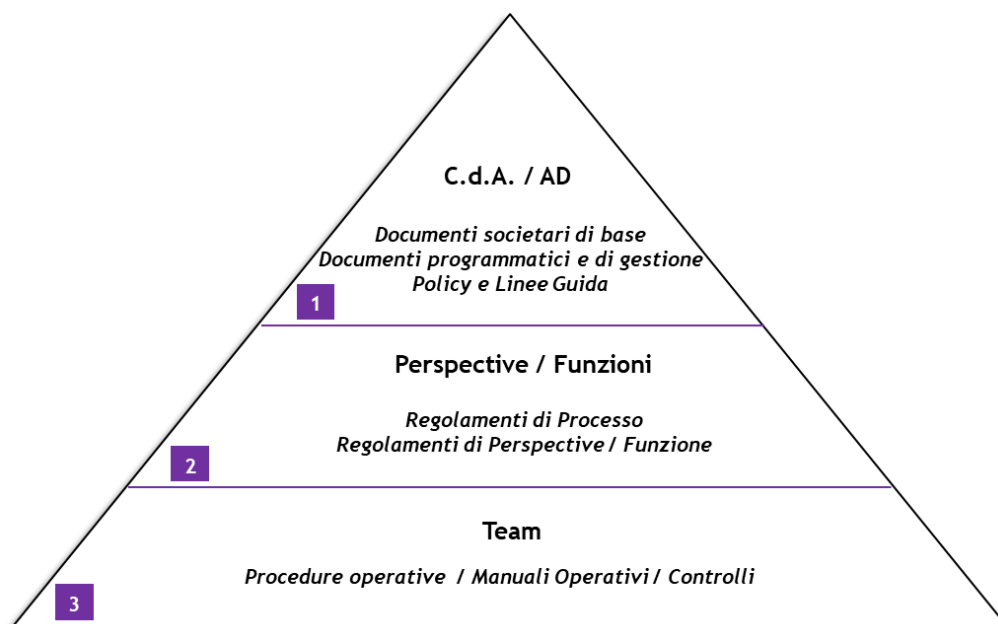 C.d.A. / AD
Documenti societari di base
Documenti programmatici e di gestione
Policy e Linee Guida
1
Perspective / Funzioni
Regolamenti di Processo
Regolamenti di Perspective / Funzione
2
Team
Procedure operative / Manuali Operativi / Controlli
3